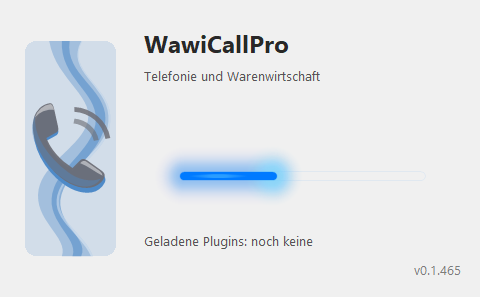 WawiCallPro
Telefonie und Warenwirtschaft
Geladene Plugins: noch keine
v0.1.465